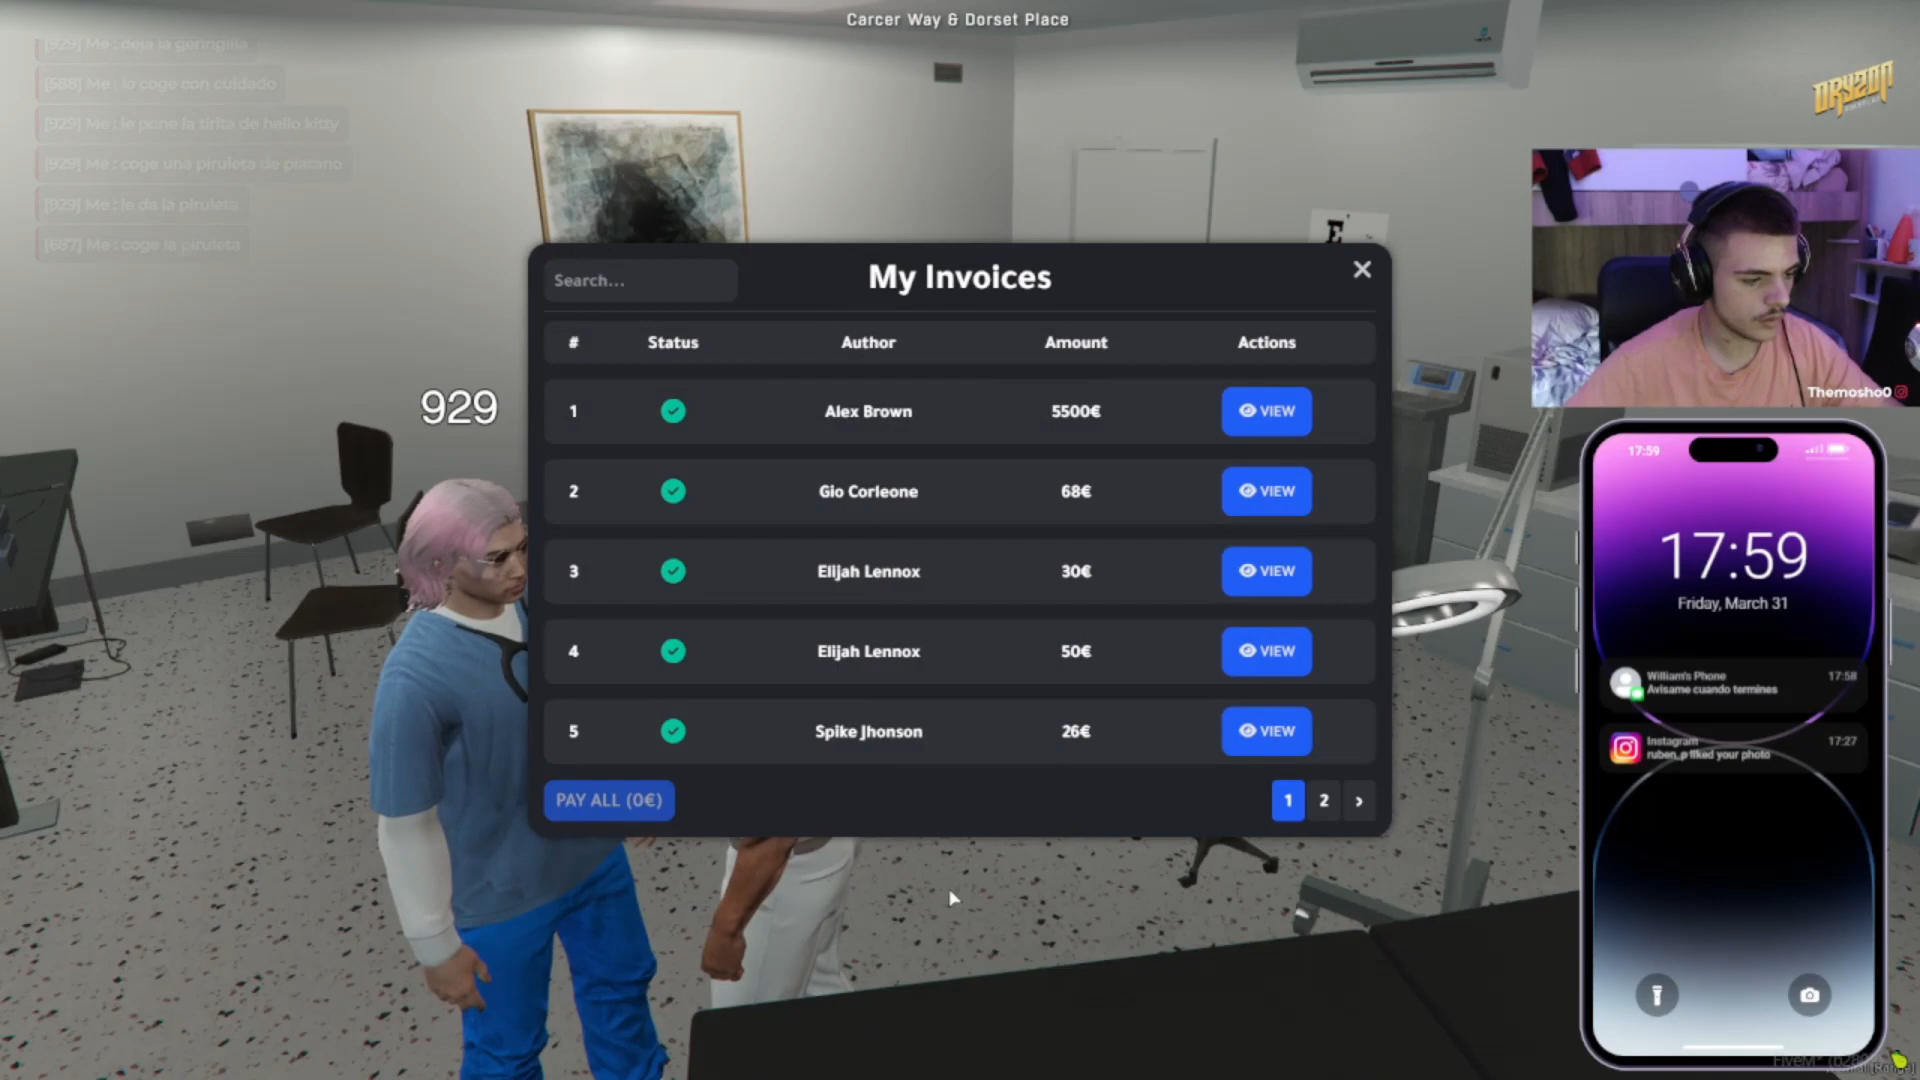 Carcer Way & Dorset Place
[929] Me : deja la geringilla
[588] Me : lo coge con cuidado
[929] Me : le pone la tirita de hello kitty
[929] Me : coge una piruleta de platano
[929] Me : le da la piruleta
[687] Me : coge la piruleta
DRYZON
E
929
Search...
My Invoices
# Status Author Amount Actions
1 Alex Brown 5500€ VIEW
2 Gio Corleone 68€ VIEW
3 Elijah Lennox 30€ VIEW
4 Elijah Lennox 50€ VIEW
5 Spike Jhonson 26€ VIEW
PAY ALL (0€)
1 2 >
Themosho0
17:59
17:59
Friday, March 31
William's Phone 17:58
Avisame cuando termines
Instagram 17:27
ruben_p liked your photo
FiveM*